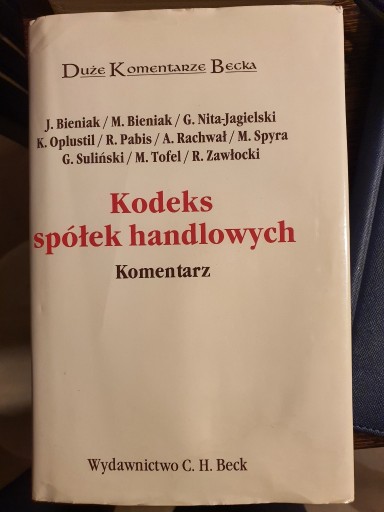 Duże Komentarze Becka
J. Bieniak / M. Bieniak / G. Nita-Jagielski
K. Oplustil / R. Pabis / A. Rachwał / M. Spyra
G. Suliński / M. Tofel / R. Zawłocki
Kodeks
spółek handlowych
Komentarz
Wydawnictwo C. H. Beck